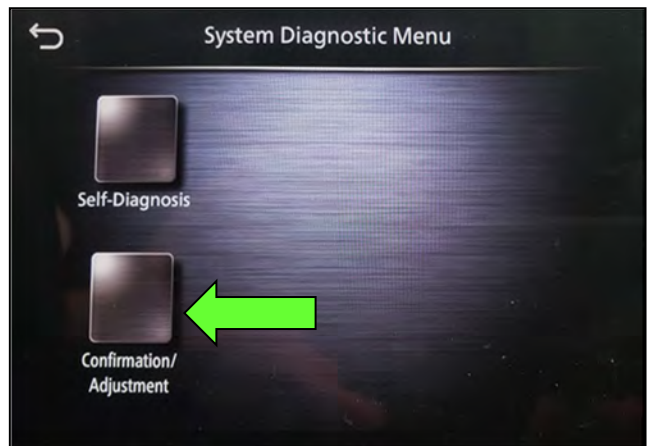 System Diagnostic Menu
Self-Diagnosis
Confirmation/
Adjustment